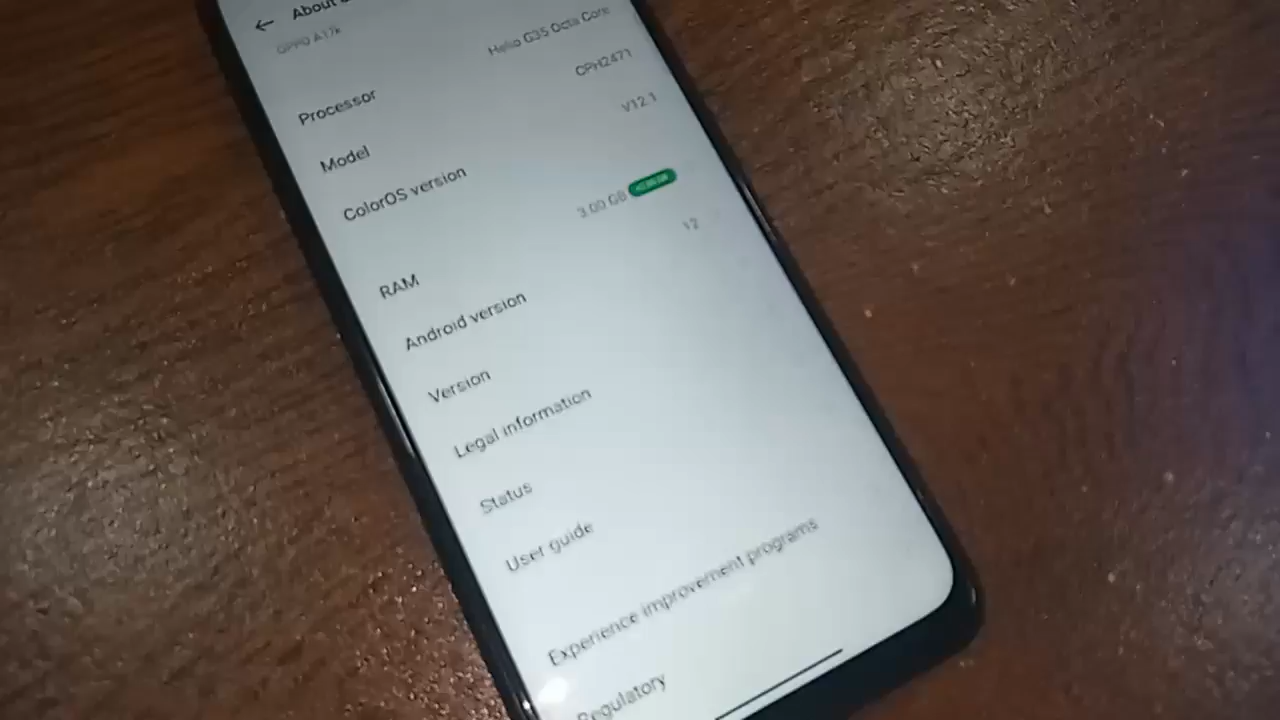 ← About
OPPO A17k
Processor Helio G35 Octa Core
Model CPH2471
ColorOS version V12.1
RAM 3.00 GB
Android version 12
Version
Legal information
Status
User guide
Experience improvement programs
Regulatory